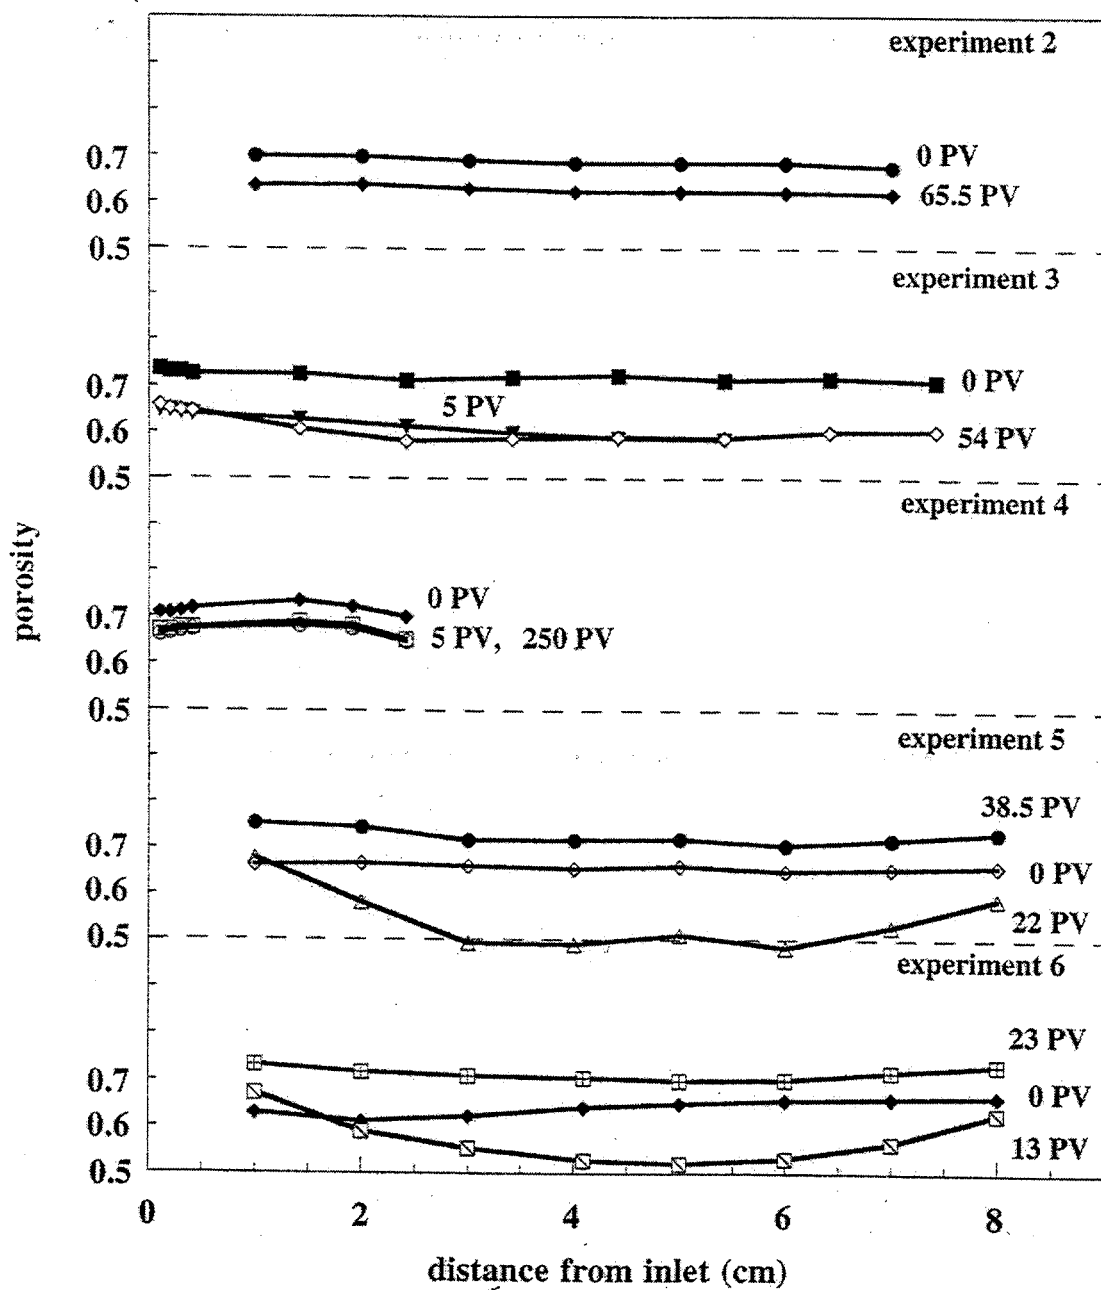 experiment 2
0.7
0 PV
0.6
65.5 PV
0.5
experiment 3
0.7
0 PV
5 PV
0.6
54 PV
0.5
experiment 4
porosity
0.7
0 PV
5 PV, 250 PV
0.6
0.5
experiment 5
38.5 PV
0.7
0 PV
0.6
22 PV
0.5
experiment 6
23 PV
0.7
0 PV
0.6
13 PV
0.5
0 2 4 6 8
distance from inlet (cm)